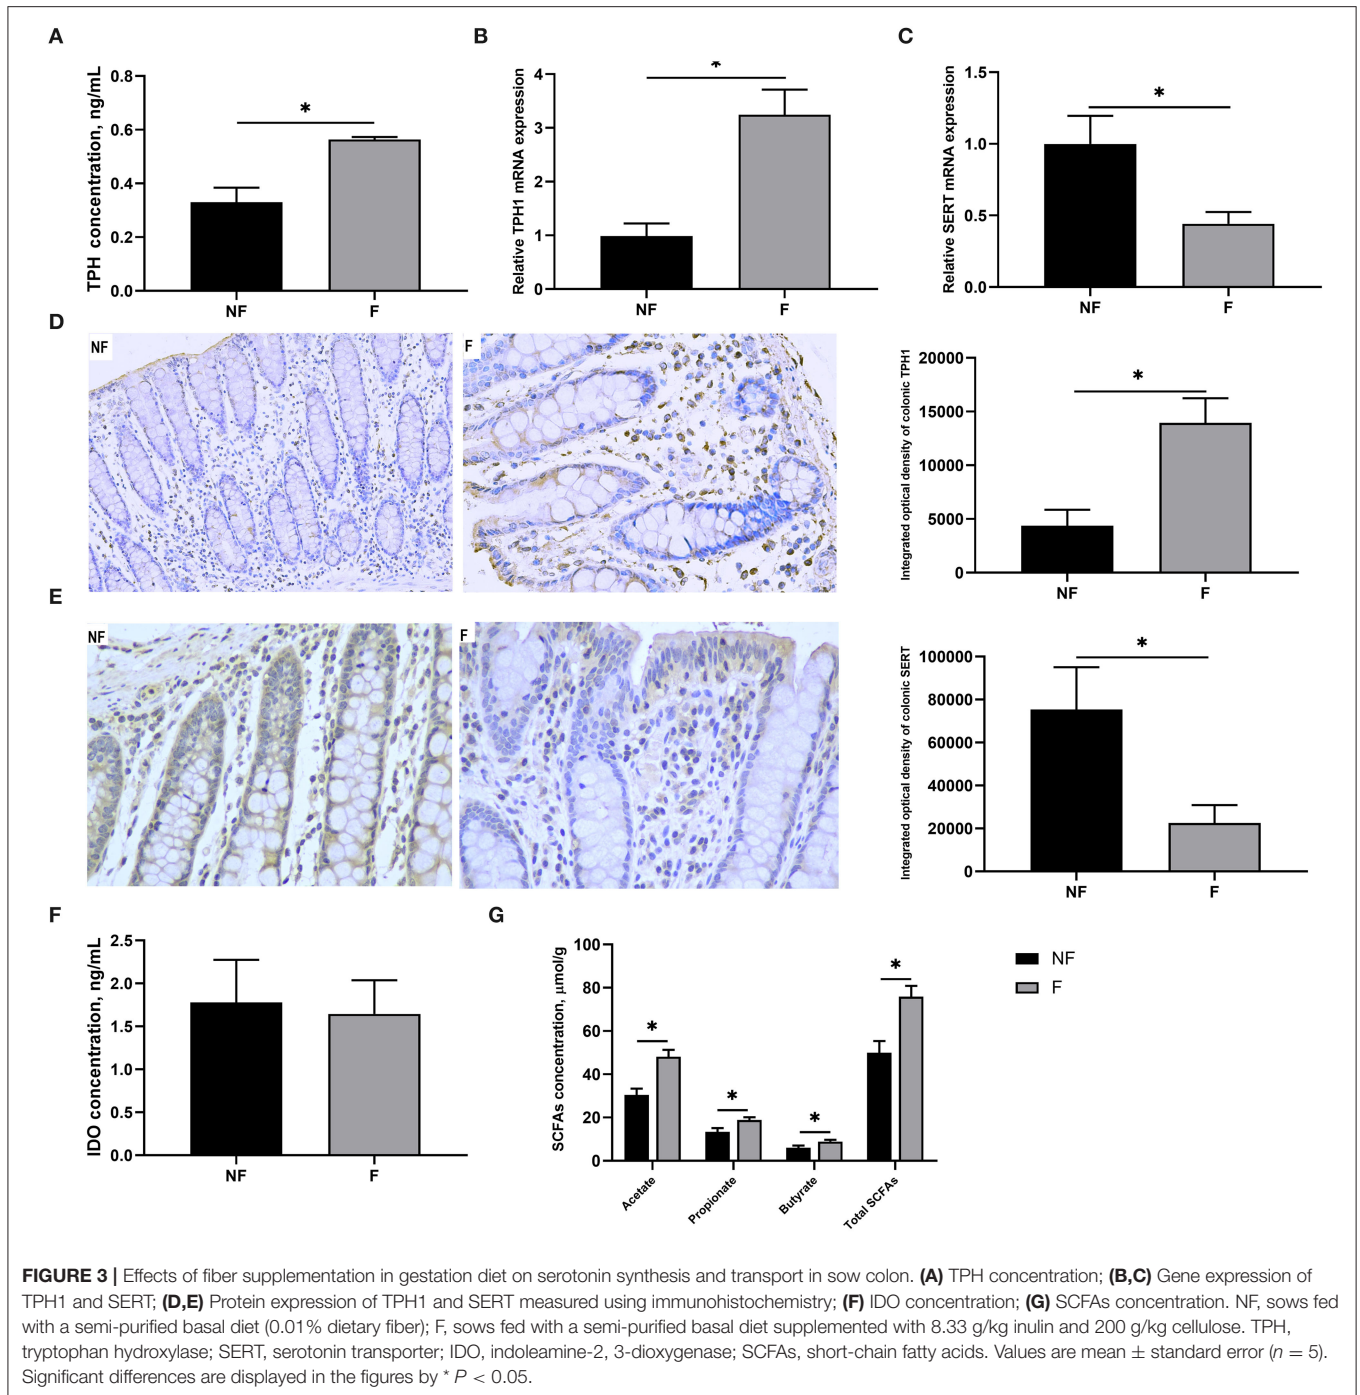 A
TPH concentration, ng/mL
0.8
0.6
0.4
0.2
0.0
*
NF
F
B
Relative TPH1 mRNA expression
4
3
2
1
0
*
NF
F
C
Relative SERT mRNA expression
1.5
1.0
0.5
0.0
*
NF
F
D
NF
F
Integrated optical density of colonic TPH1
20000
15000
10000
5000
0
*
NF
F
E
NF
F
Integrated optical density of colonic SERT
100000
80000
60000
40000
20000
0
*
NF
F
F
IDO concentration, ng/mL
2.5
2.0
1.5
1.0
0.5
0.0
NF
F
G
SCFAs concentration, μmol/g
100
80
60
40
20
0
*
*
*
*
Acetate
Propionate
Butyrate
Total SCFAs
NF
F
FIGURE 3 | Effects of fiber supplementation in gestation diet on serotonin synthesis and transport in sow colon. (A) TPH concentration; (B,C) Gene expression of
TPH1 and SERT; (D,E) Protein expression of TPH1 and SERT measured using immunohistochemistry; (F) IDO concentration; (G) SCFAs concentration. NF, sows fed
with a semi-purified basal diet (0.01% dietary fiber); F, sows fed with a semi-purified basal diet supplemented with 8.33 g/kg inulin and 200 g/kg cellulose. TPH,
tryptophan hydroxylase; SERT, serotonin transporter; IDO, indoleamine-2, 3-dioxygenase; SCFAs, short-chain fatty acids. Values are mean ± standard error (n = 5).
Significant differences are displayed in the figures by * P < 0.05.